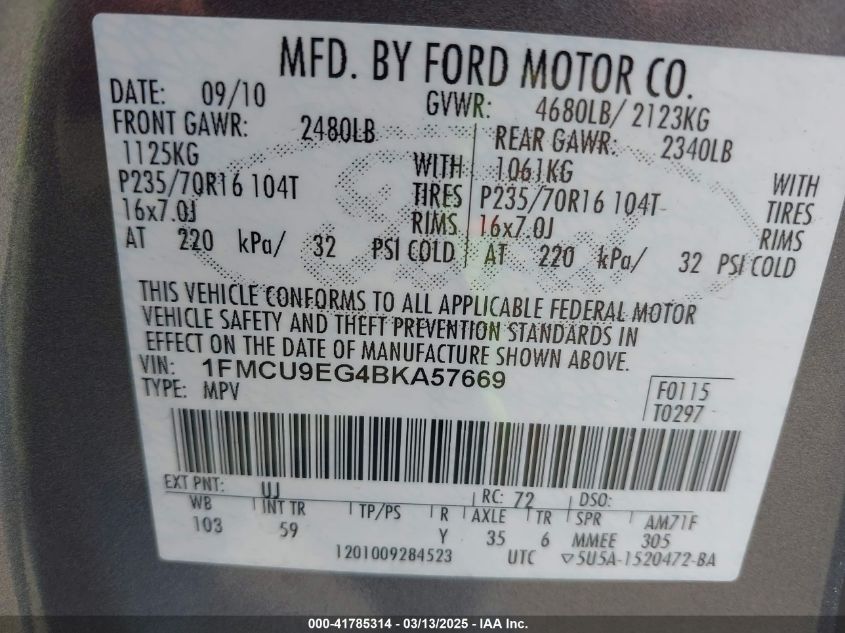 MFD. BY FORD MOTOR CO.
DATE: 09/10 GVWR: 4680LB/ 2123KG
FRONT GAWR: 2480LB REAR GAWR: 2340LB
1125KG WITH 1061KG WITH
P235/70R16 104T TIRES P235/70R16 104T TIRES
16x7.0J RIMS 16x7.0J RIMS
AT 220 kPa/ 32 PSI COLD AT 220 kPa/ 32 PSI COLD
THIS VEHICLE CONFORMS TO ALL APPLICABLE FEDERAL MOTOR
VEHICLE SAFETY AND THEFT PREVENTION STANDARDS IN
EFFECT ON THE DATE OF MANUFACTURE SHOWN ABOVE.
VIN: 1FMCU9EG4BKA57669
TYPE: MPV
F0115
T0297
EXT PNT: UJ RC: 72 DSO:
WB INT TR TP/PS R AXLE TR SPR AM71F
103 59 Y 35 6 MMEE 305
1201009284523 UTC ▽5U5A-1520472-BA
000-41785314 - 03/13/2025 - IAA Inc.